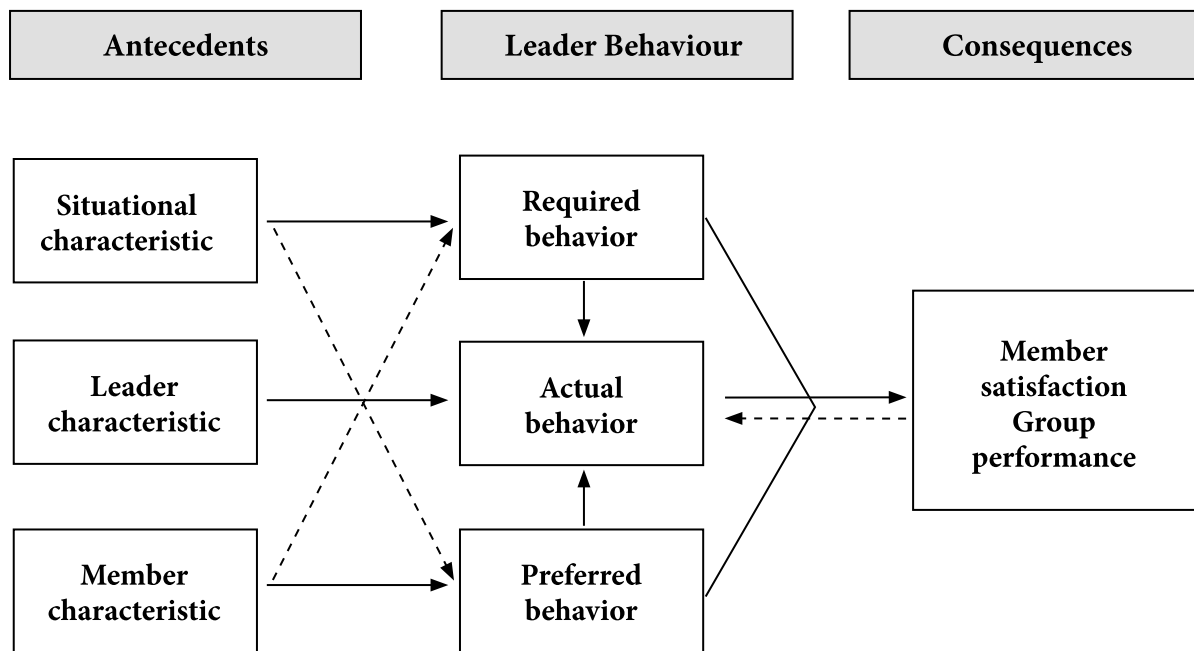 Antecedents
Leader Behaviour
Consequences
Situational
characteristic
Required
behavior
Leader
characteristic
Actual
behavior
Member
satisfaction
Group
performance
Member
characteristic
Preferred
behavior